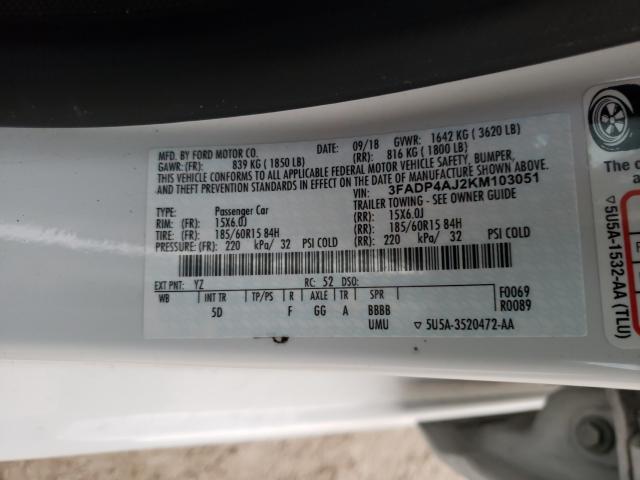 MFD. BY FORD MOTOR CO. DATE: 09/18 GVWR: 1642 KG ( 3620 LB)
GAWR: (FR): 839 KG ( 1850 LB) (RR): 816 KG ( 1800 LB)
THIS VEHICLE CONFORMS TO ALL APPLICABLE FEDERAL MOTOR VEHICLE SAFETY, BUMPER,
AND THEFT PREVENTION STANDARDS IN EFFECT ON THE DATE OF MANUFACTURE SHOWN ABOVE.
VIN: 3FADP4AJ2KM103051
TYPE: Passenger Car TRAILER TOWING - SEE OWNER GUIDE
RIM: (FR): 15X6.0J (RR): 15X6.0J
TIRE: (FR): 185/60R15 84H (RR): 185/60R15 84H
PRESSURE: (FR): 220 kPa/ 32 PSI COLD (RR): 220 kPa/ 32 PSI COLD
EXT PNT: YZ RC: 52 DSO:
WB INT TR TP/PS R AXLE TR SPR F0069
5D F GG A BBBB R0089
UMU ▽ 5U5A-3520472-AA
The c
▽ 5U5A-1532-AA (TLU)